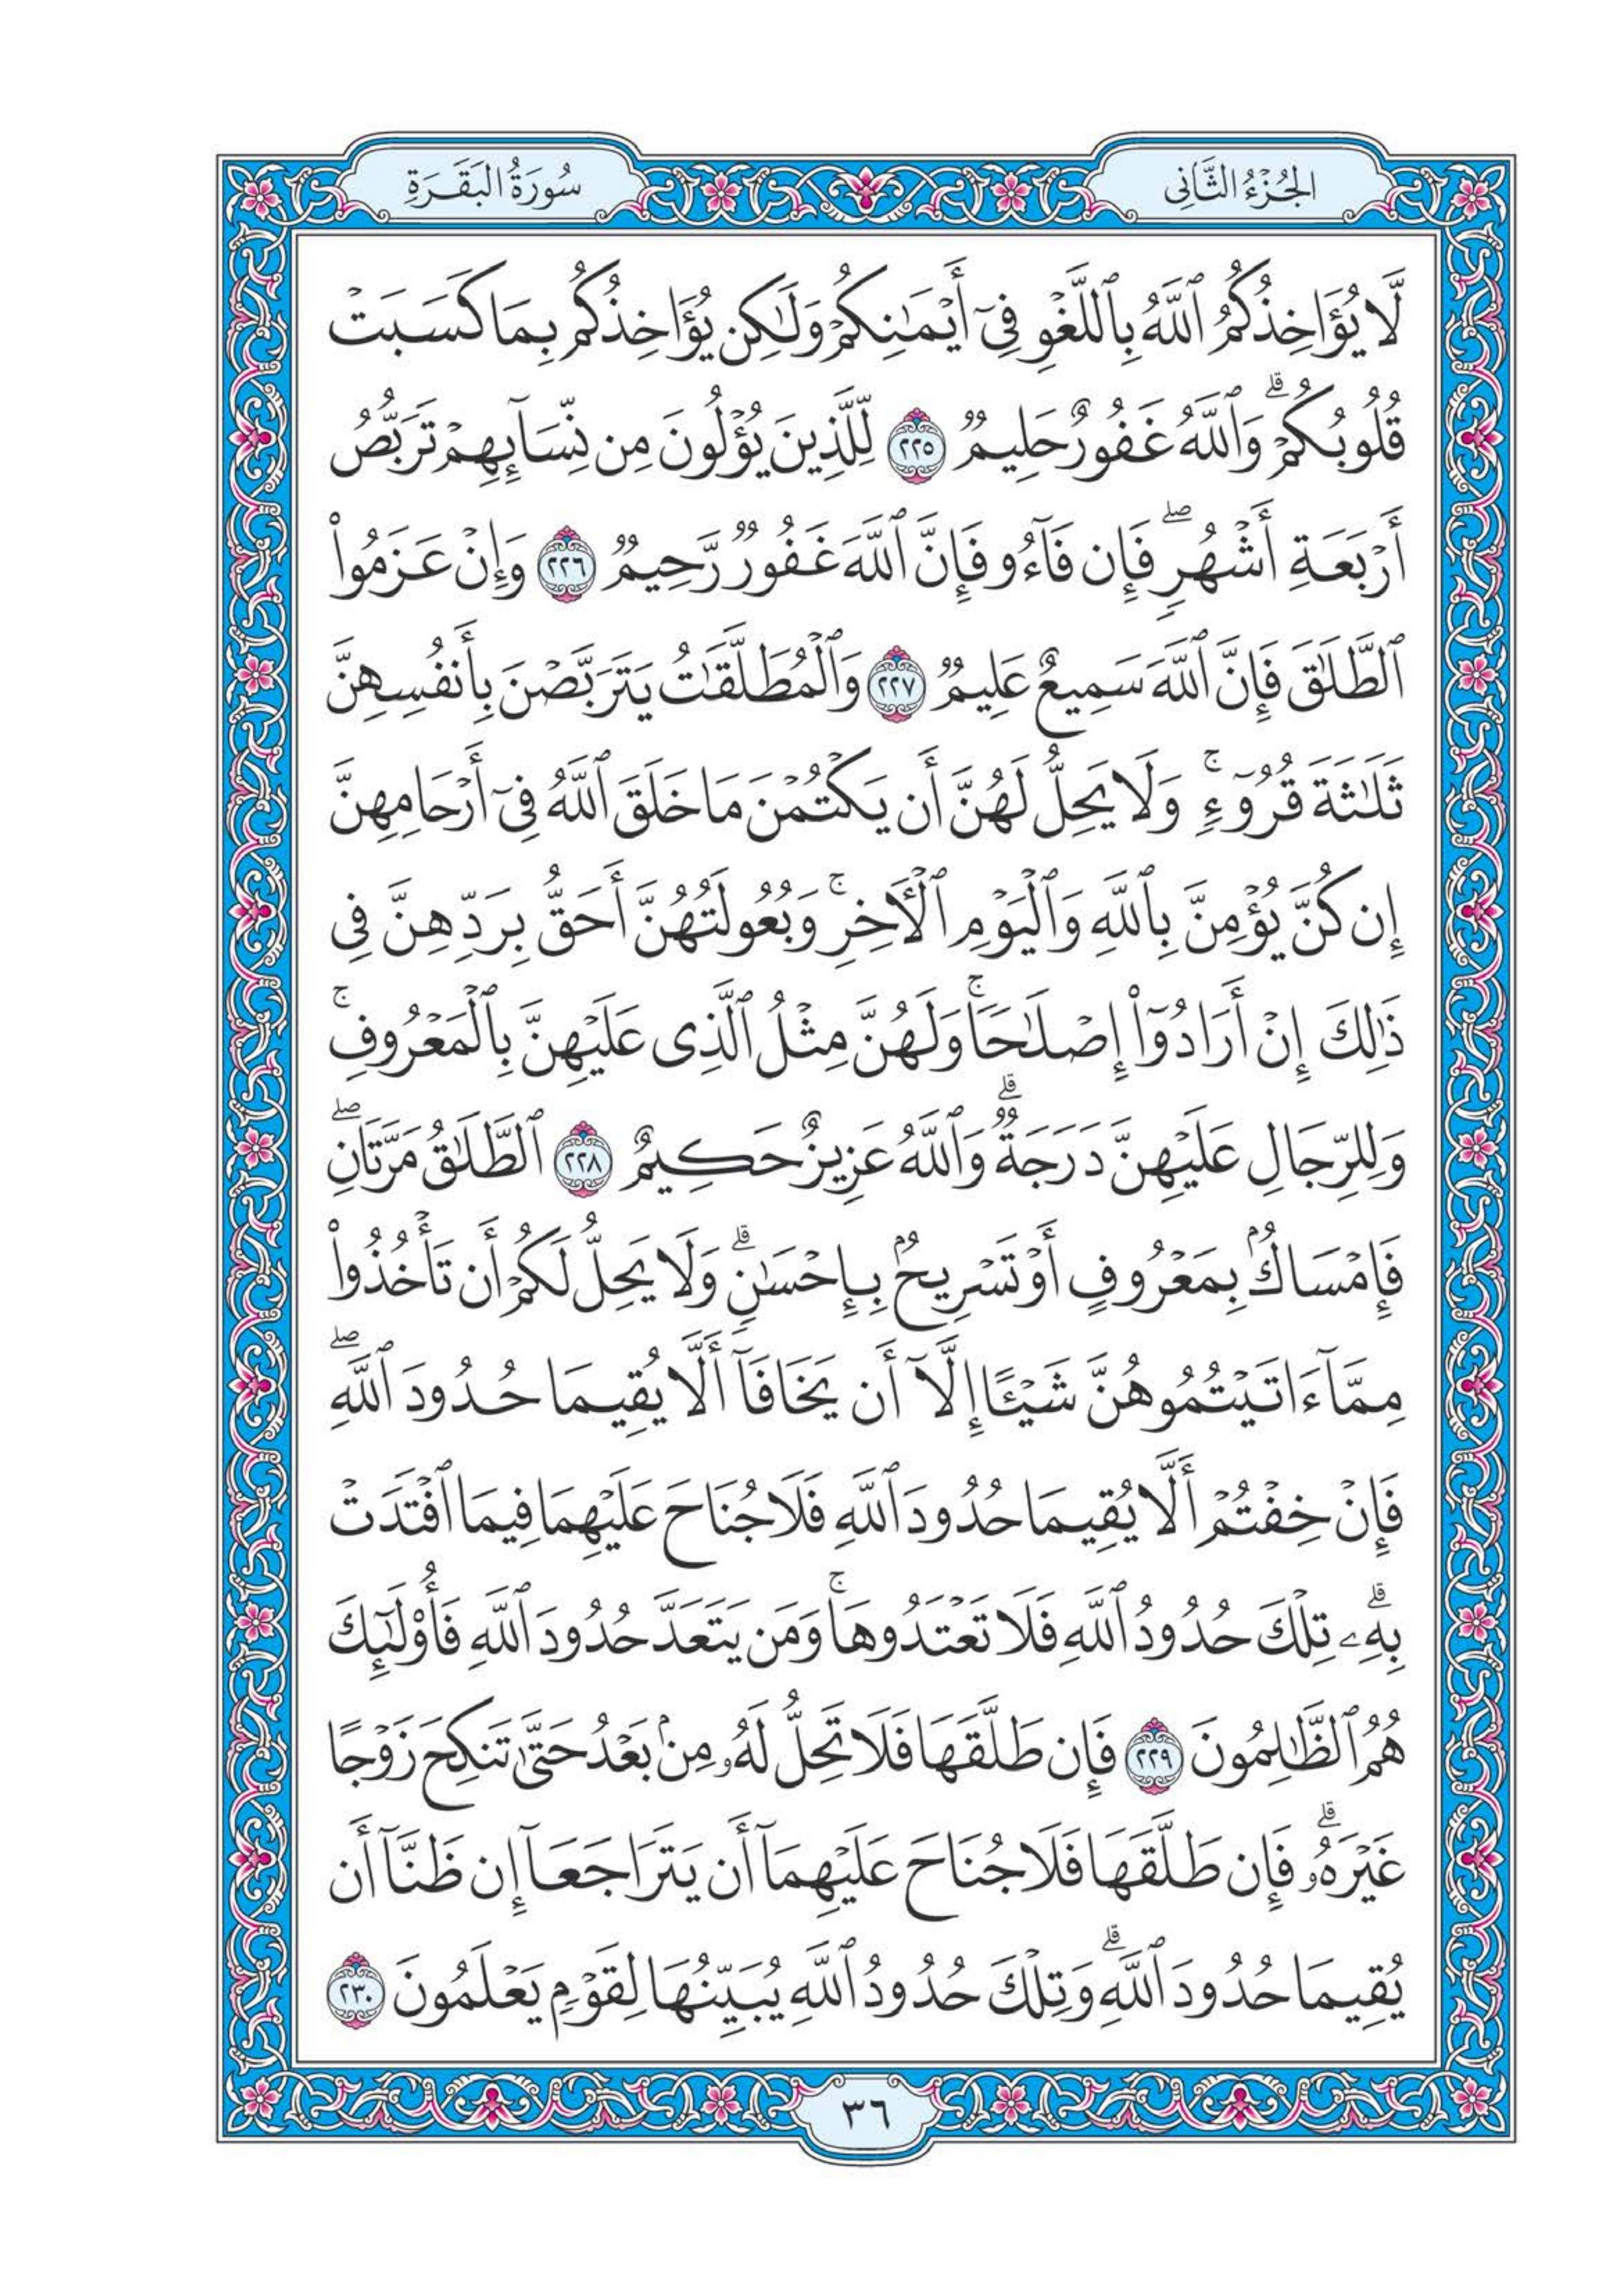 الجُزْءُ الثَّانِى
سُورَةُ البَقَرَةِ
لَّا يُؤَاخِذُكُمُ ٱللَّهُ بِٱللَّغْوِ فِىٓ أَيْمَٰنِكُمْ وَلَٰكِن يُؤَاخِذُكُم بِمَا كَسَبَتْ
قُلُوبُكُمْ ۗ وَٱللَّهُ غَفُورٌ حَلِيمٌ ٢٢٥ لِّلَّذِينَ يُؤْلُونَ مِن نِّسَآئِهِمْ تَرَبُّصُ
أَرْبَعَةِ أَشْهُرٍ ۖ فَإِن فَآءُو فَإِنَّ ٱللَّهَ غَفُورٌ رَّحِيمٌ ٢٢٦ وَإِنْ عَزَمُوا۟
ٱلطَّلَٰقَ فَإِنَّ ٱللَّهَ سَمِيعٌ عَلِيمٌ ٢٢٧ وَٱلْمُطَلَّقَٰتُ يَتَرَبَّصْنَ بِأَنفُسِهِنَّ
ثَلَٰثَةَ قُرُوٓءٍ ۚ وَلَا يَحِلُّ لَهُنَّ أَن يَكْتُمْنَ مَا خَلَقَ ٱللَّهُ فِىٓ أَرْحَامِهِنَّ
إِن كُنَّ يُؤْمِنَّ بِٱللَّهِ وَٱلْيَوْمِ ٱلْأَخِرِ ۚ وَبُعُولَتُهُنَّ أَحَقُّ بِرَدِّهِنَّ فِى
ذَٰلِكَ إِنْ أَرَادُوٓا۟ إِصْلَٰحًا ۚ وَلَهُنَّ مِثْلُ ٱلَّذِى عَلَيْهِنَّ بِٱلْمَعْرُوفِ ۚ
وَلِلرِّجَالِ عَلَيْهِنَّ دَرَجَةٌ ۗ وَٱللَّهُ عَزِيزٌ حَكِيمٌ ٢٢٨ ٱلطَّلَٰقُ مَرَّتَانِ ۖ
فَإِمْسَاكٌۢ بِمَعْرُوفٍ أَوْ تَسْرِيحٌۢ بِإِحْسَٰنٍ ۗ وَلَا يَحِلُّ لَكُمْ أَن تَأْخُذُوا۟
مِمَّآ ءَاتَيْتُمُوهُنَّ شَيْـًٔا إِلَّآ أَن يَخَافَآ أَلَّا يُقِيمَا حُدُودَ ٱللَّهِ ۖ
فَإِنْ خِفْتُمْ أَلَّا يُقِيمَا حُدُودَ ٱللَّهِ فَلَا جُنَاحَ عَلَيْهِمَا فِيمَا ٱفْتَدَتْ
بِهِۦ ۗ تِلْكَ حُدُودُ ٱللَّهِ فَلَا تَعْتَدُوهَا ۚ وَمَن يَتَعَدَّ حُدُودَ ٱللَّهِ فَأُو۟لَٰٓئِكَ
هُمُ ٱلظَّٰلِمُونَ ٢٢٩ فَإِن طَلَّقَهَا فَلَا تَحِلُّ لَهُۥ مِنۢ بَعْدُ حَتَّىٰ تَنكِحَ زَوْجًا
غَيْرَهُۥ ۗ فَإِن طَلَّقَهَا فَلَا جُنَاحَ عَلَيْهِمَآ أَن يَتَرَاجَعَآ إِن ظَنَّآ أَن
يُقِيمَا حُدُودَ ٱللَّهِ ۗ وَتِلْكَ حُدُودُ ٱللَّهِ يُبَيِّنُهَا لِقَوْمٍ يَعْلَمُونَ ٢٣٠
٣٦